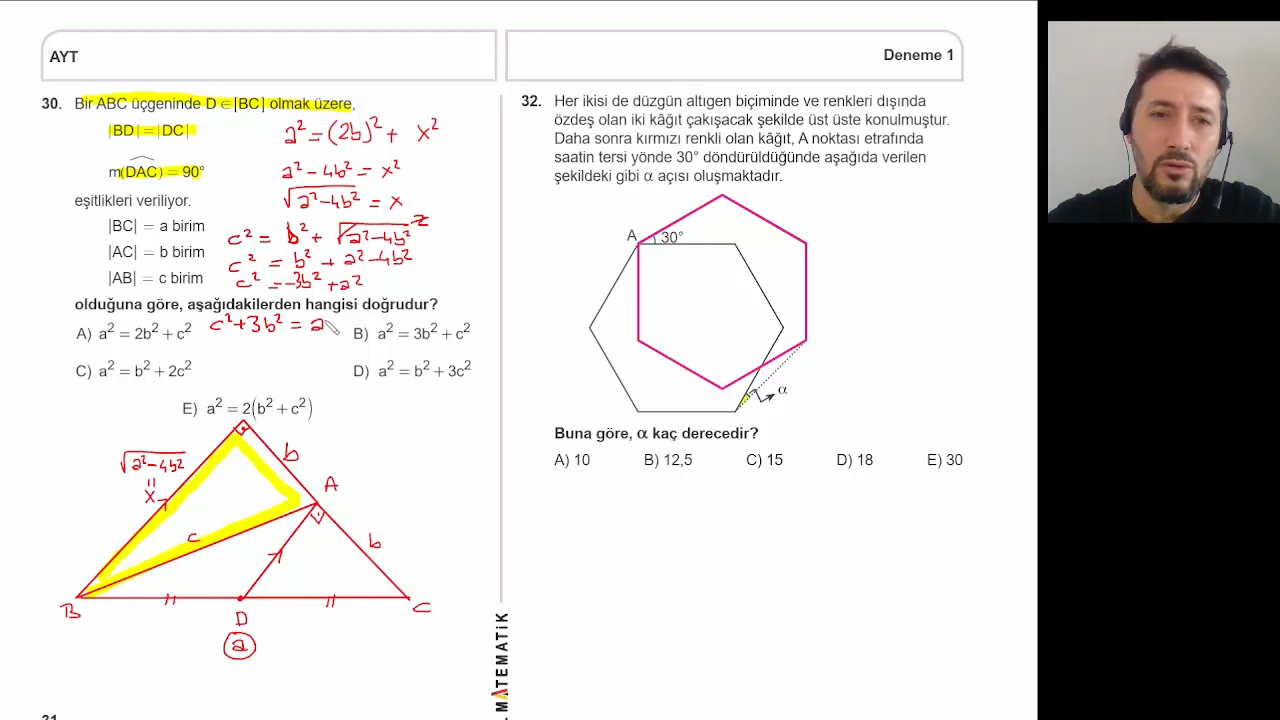 AYT
Deneme 1
30. Bir ABC üçgeninde D ∈ [BC] olmak üzere,
|BD| = |DC|
m(DAC) = 90°
eşitlikleri veriliyor.
|BC| = a birim
|AC| = b birim
|AB| = c birim
olduğuna göre, aşağıdakilerden hangisi doğrudur?
A) a² = 2b² + c²
B) a² = 3b² + c²
C) a² = b² + 2c²
D) a² = b² + 3c²
E) a² = 2(b² + c²)
a² = (2b)² + x²
a² − 4b² = x²
√a² − 4b² = x
c² = b² + √a² − 4b² ²
c² = b² + a² − 4b²
c² = −3b² + a²
c² + 3b² = a
√a² − 4b²
=
x
b
A
c
b
B
D
C
a
32. Her ikisi de düzgün altıgen biçiminde ve renkleri dışında
özdeş olan iki kâğıt çakışacak şekilde üst üste konulmuştur.
Daha sonra kırmızı renkli olan kâğıt, A noktası etrafında
saatin tersi yönde 30° döndürüldüğünde aşağıda verilen
şekildeki gibi α açısı oluşmaktadır.
A
30°
α
Buna göre, α kaç derecedir?
A) 10 B) 12,5 C) 15 D) 18 E) 30
MATEMATİK
31